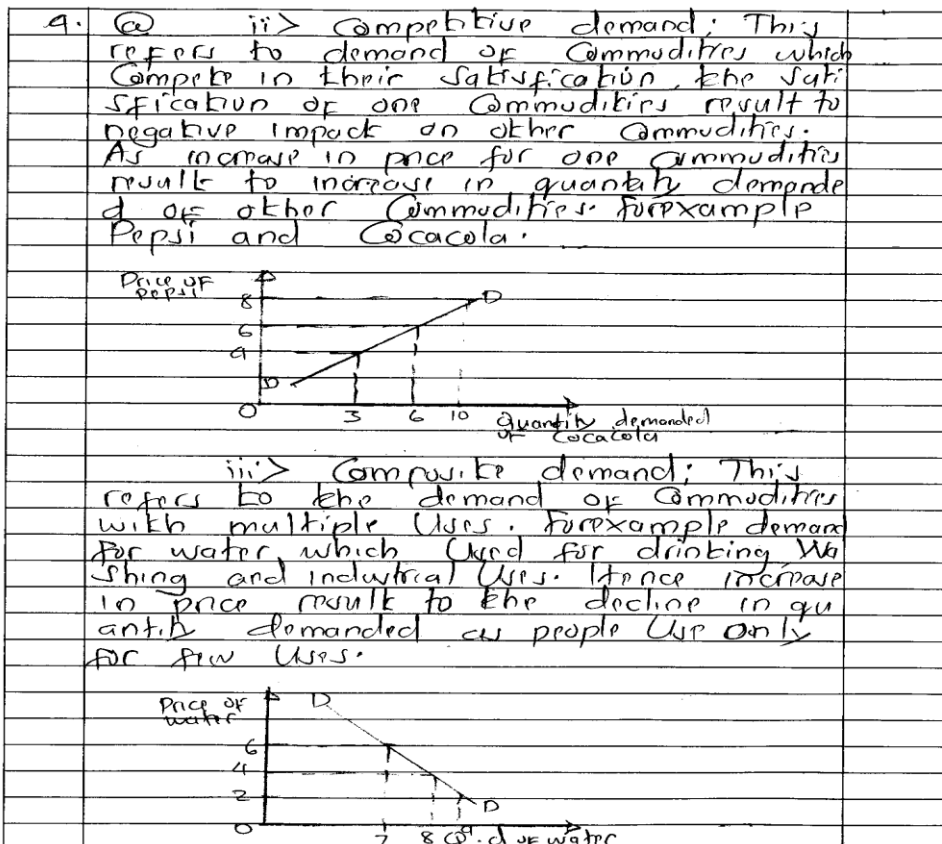 9. (a) ii> Competitive demand; This
refers to demand of Commodities which
Compete in their Satisfication, the Sati
sfication of one Commodities result to
negative impact on other Commodities.
As increase in price for one Commodities
result to increase in quantity demande
d of other Commodities. forexample
Pepsi and Cocacola.
Price of
pepsi
8
D
6
4
D
0
3 6 10
quantity demanded
of Cocacola
iii> Composite demand; This
refers to the demand of Commodities
with multiple Uses. forexample demand
for water, which Used for drinking Wa
shing and industrial Uses. Hence increase
in price result to the decline in qu
antity demanded as people Use Only
for few Uses.
Price of
water
D
6
4
2
D
0
7 8 d of water